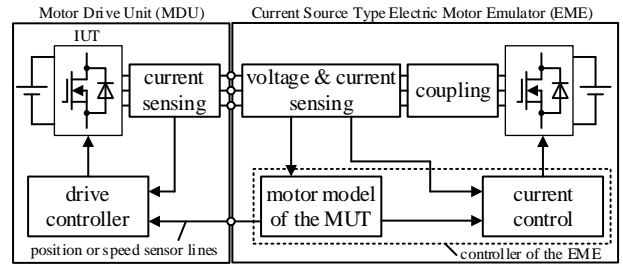 Motor Drive Unit (MDU)
Current Source Type Electric Motor Emulator (EME)
IUT
current
sensing
voltage & current
sensing
coupling
drive
controller
motor model
of the MUT
current
control
position or speed sensor lines
controller of the EME